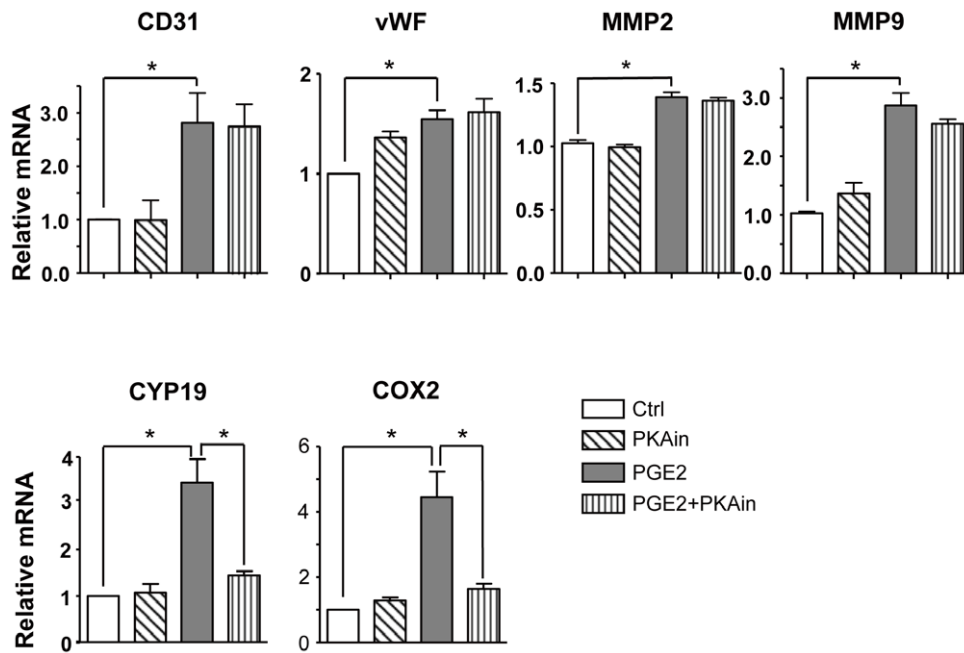 CD31
vWF
MMP2
MMP9
Relative mRNA
3.0
2.0
1.0
0.0
*
2
1
0
*
1.5
1.0
0.5
0.0
*
3.0
2.0
1.0
0.0
*
CYP19
COX2
Relative mRNA
4
3
2
1
0
*
*
6
4
2
0
*
*
Ctrl
PKAin
PGE2
PGE2+PKAin